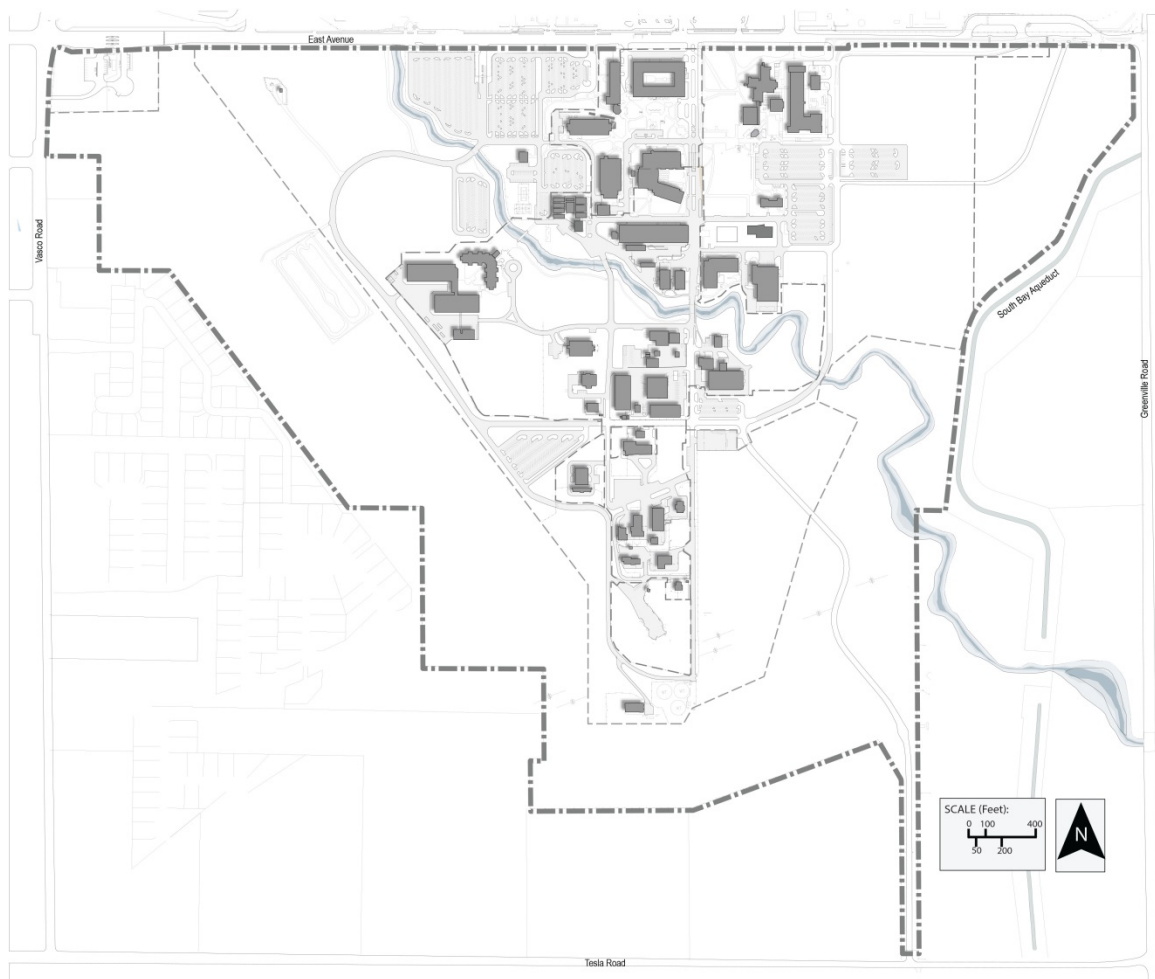 East Avenue
Vasco Road
South Bay Aqueduct
Greenville Road
SCALE (Feet):
0 100 400
50 200
N
Tesla Road